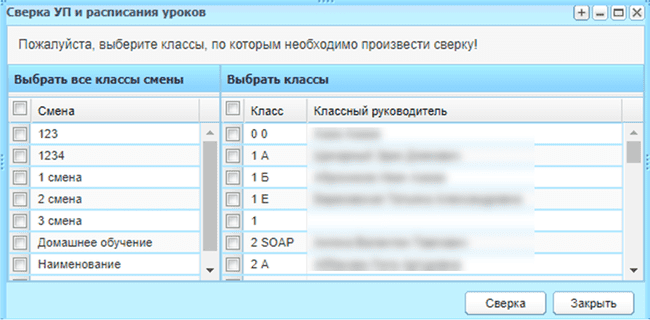 Сверка УП и расписания уроков
Пожалуйста, выберите классы, по которым необходимо произвести сверку!
Выбрать все классы смены Выбрать классы
Смена Класс Классный руководитель
123 0 0
1234 1 А
1 смена 1 Б
2 смена 1 Е
3 смена 1
Домашнее обучение 2 SOAP
Наименование 2 А
Сверка Закрыть